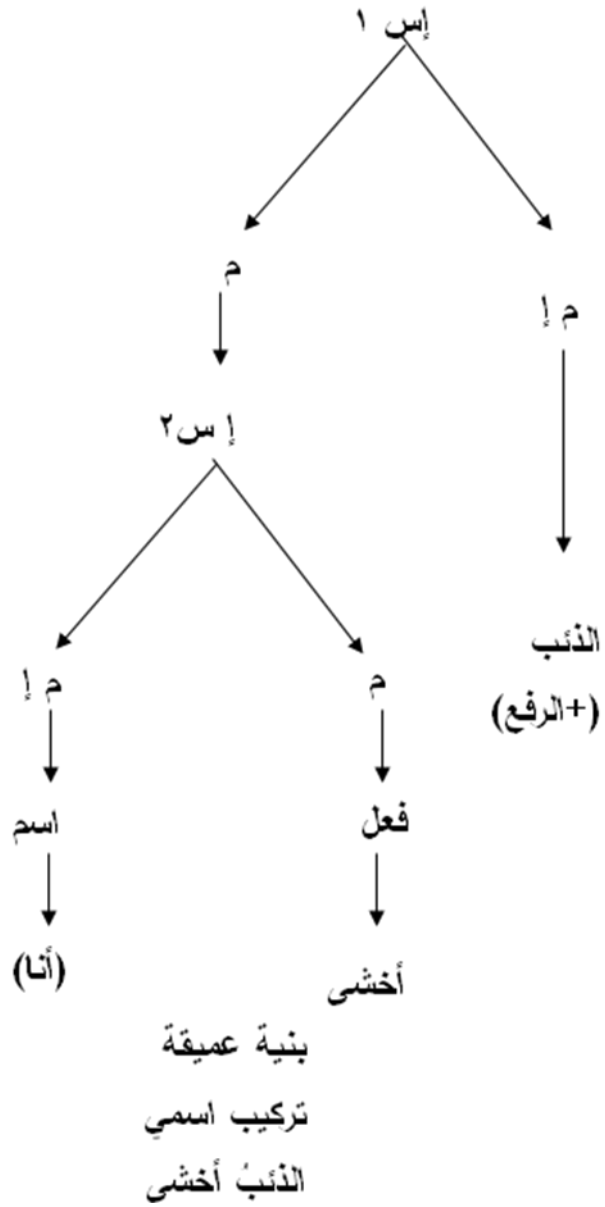 إس ١
م إ
م
إ س٢
الذئب
(+الرفع)
م
م إ
فعل
اسم
أخشى
(أنا)
بنية عميقة
تركيب اسمي
الذئبُ أخشى